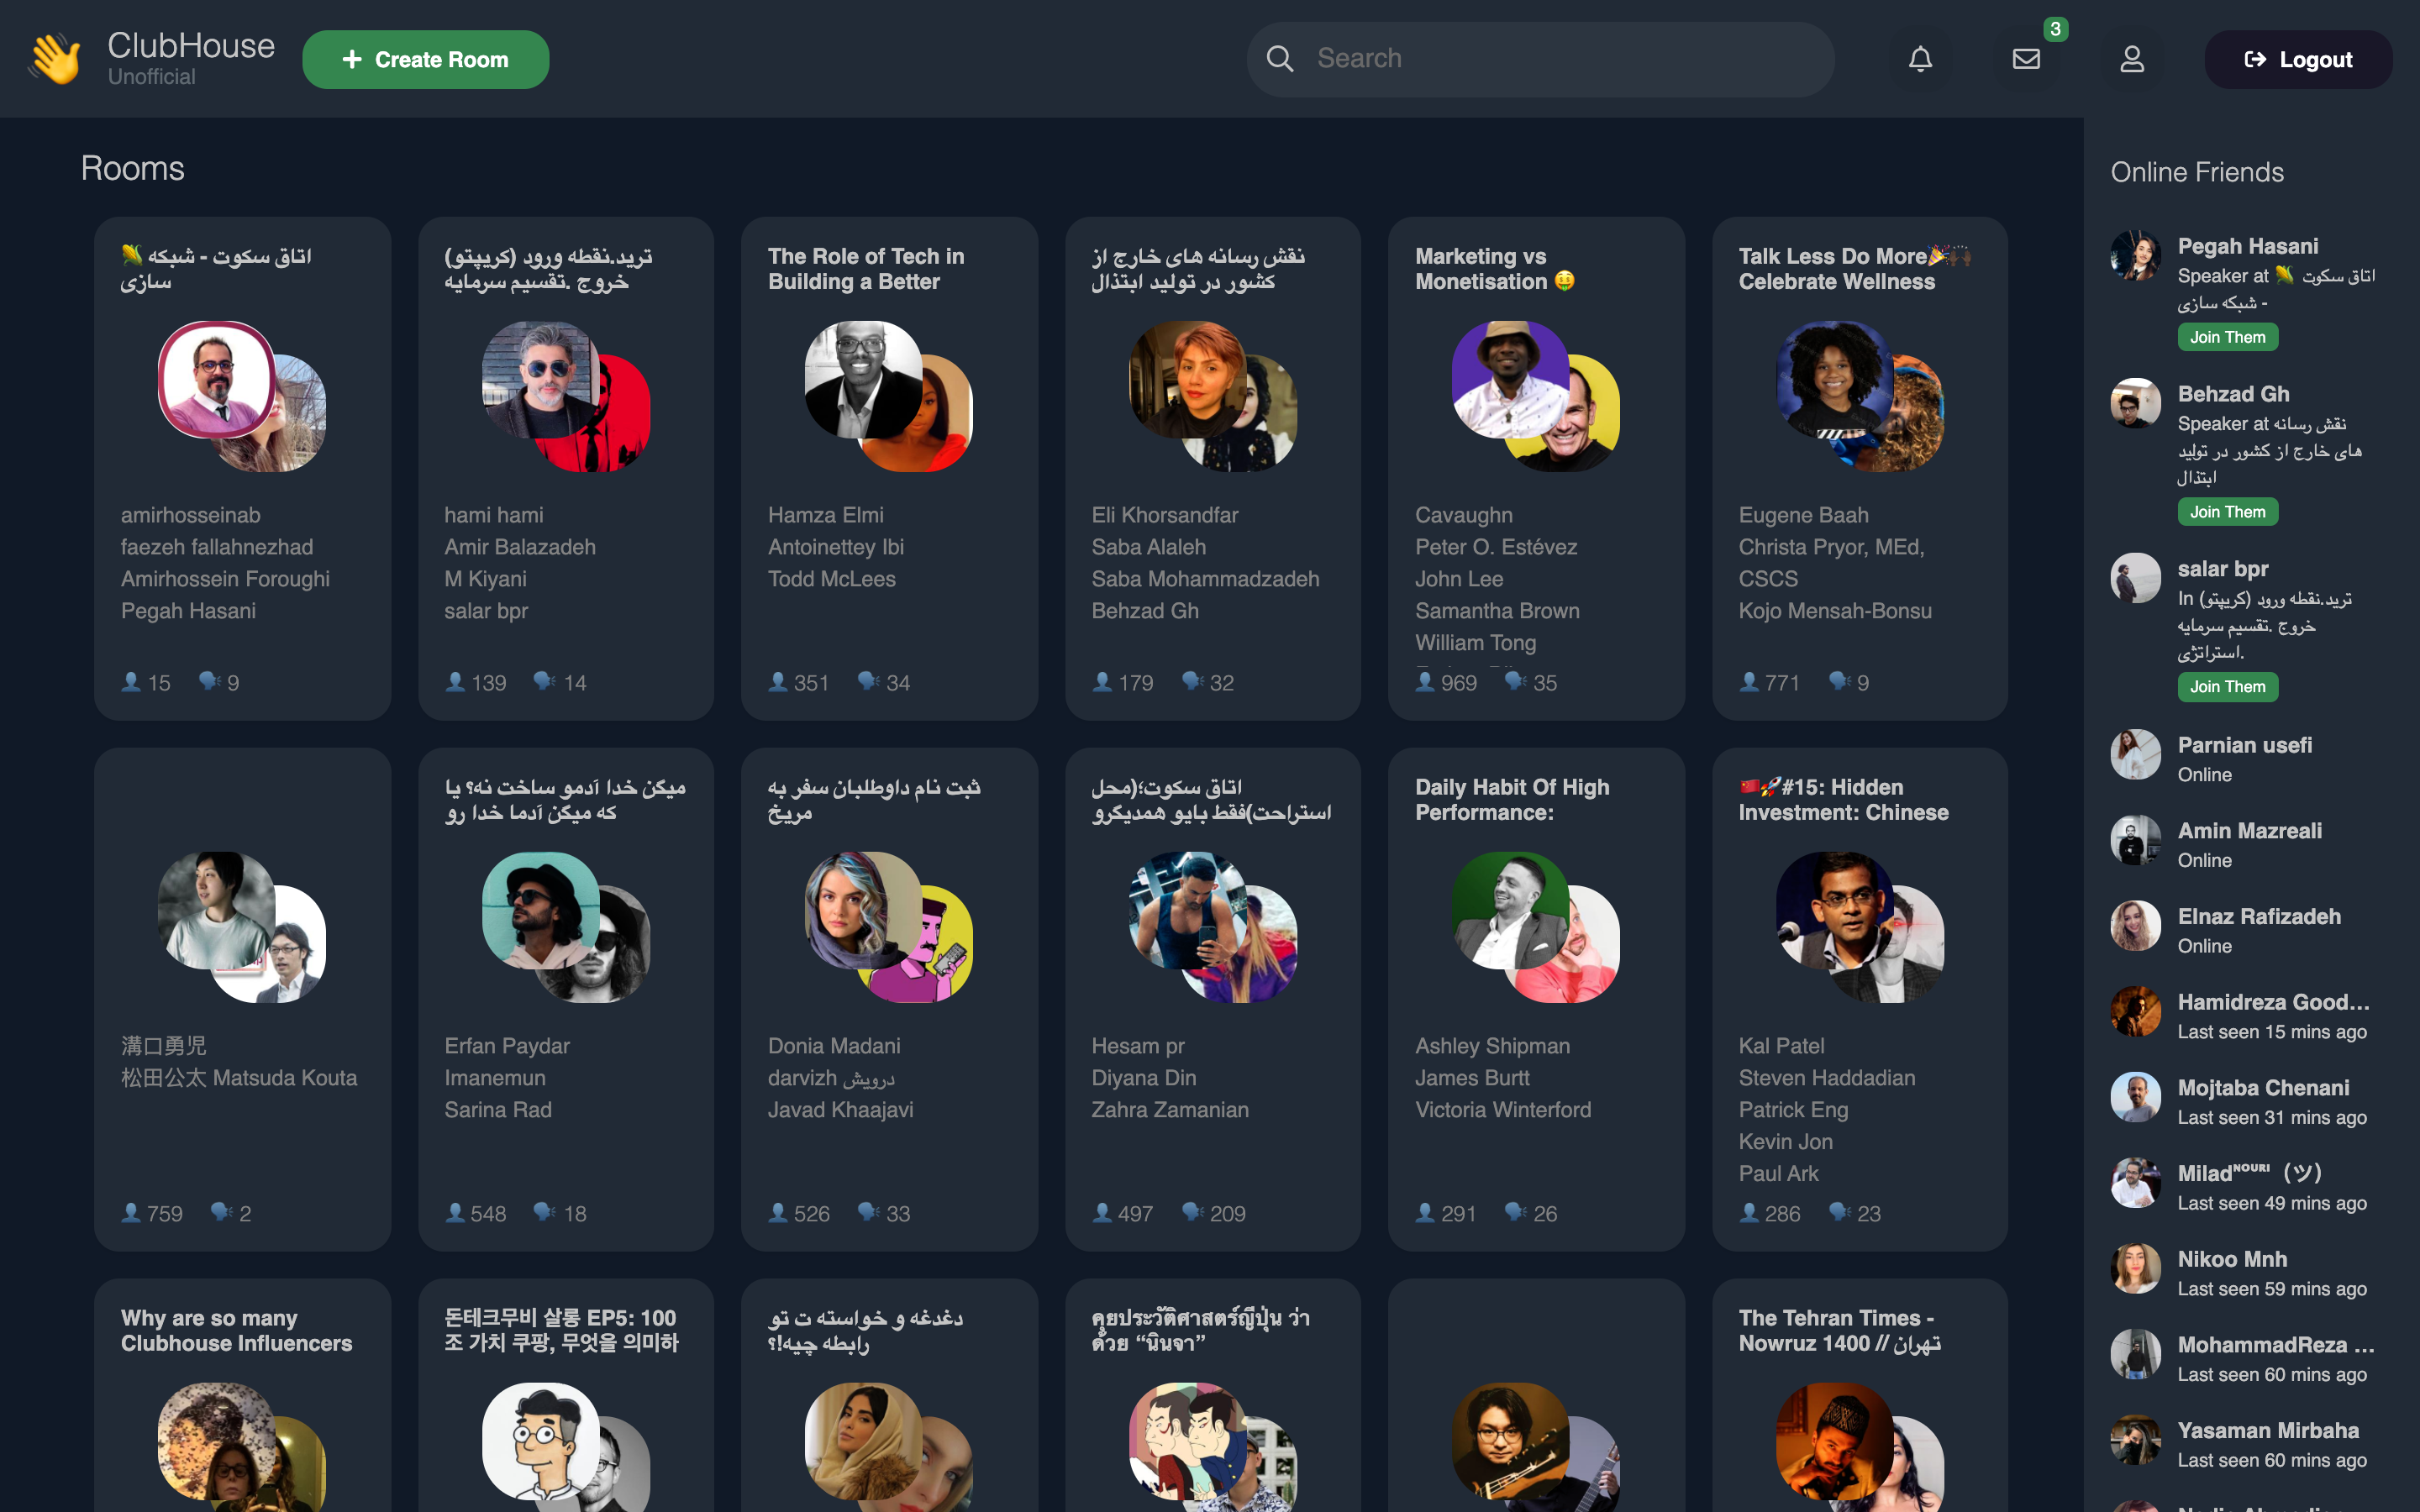 ClubHouse
Unofficial
Create Room
Search
3
Logout
Rooms
🌽 اتاق سکوت - شبکه
سازی
amirhosseinab
faezeh fallahnezhad
Amirhossein Foroughi
Pegah Hasani
15 9
ترید.نقطه ورود (کریپتو)
خروج .تقسیم سرمایه
hami hami
Amir Balazadeh
M Kiyani
salar bpr
139 14
The Role of Tech in
Building a Better
Hamza Elmi
Antoinettey Ibi
Todd McLees
351 34
نقش رسانه های خارج از
کشور در تولید ابتذال
Eli Khorsandfar
Saba Alaleh
Saba Mohammadzadeh
Behzad Gh
179 32
Marketing vs
Monetisation 🤑
Cavaughn
Peter O. Estévez
John Lee
Samantha Brown
William Tong
969 35
Talk Less Do More🎉🙌🏿
Celebrate Wellness
Eugene Baah
Christa Pryor, MEd,
CSCS
Kojo Mensah-Bonsu
771 9
溝口勇児
松田公太 Matsuda Kouta
759 2
میگن خدا آدمو ساخت نه؟ یا
که میگن آدما خدا رو
Erfan Paydar
Imanemun
Sarina Rad
548 18
ثبت نام داوطلبان سفر به
مریخ
Donia Madani
darvizh درویش
Javad Khaajavi
526 33
اتاق سکوت؛(محل
استراحت)فقط بایو همدیگرو
Hesam pr
Diyana Din
Zahra Zamanian
497 209
Daily Habit Of High
Performance:
Ashley Shipman
James Burtt
Victoria Winterford
291 26
🇨🇳🚀#15: Hidden
Investment: Chinese
Kal Patel
Steven Haddadian
Patrick Eng
Kevin Jon
Paul Ark
286 23
Why are so many
Clubhouse Influencers
돈테크무비 살롱 EP5: 100
조 가치 쿠팡, 무엇을 의미하
دغدغه و خواسته ت تو
رابطه چیه!؟
คุยประวัติศาสตร์ญี่ปุ่น ว่า
ด้วย “นินจา”
The Tehran Times -
Nowruz 1400 // تهران
Online Friends
Pegah Hasani
Speaker at 🌽 اتاق سکوت
- شبکه سازی
Join Them
Behzad Gh
Speaker at نقش رسانه
های خارج از کشور در تولید
ابتذال
Join Them
salar bpr
In ترید.نقطه ورود (کریپتو)
خروج .تقسیم سرمایه
استراتژی.
Join Them
Parnian usefi
Online
Amin Mazreali
Online
Elnaz Rafizadeh
Online
Hamidreza Good...
Last seen 15 mins ago
Mojtaba Chenani
Last seen 31 mins ago
Miladᴺᴼᵁᴿᴵ（ツ）
Last seen 49 mins ago
Nikoo Mnh
Last seen 59 mins ago
MohammadReza ...
Last seen 60 mins ago
Yasaman Mirbaha
Last seen 60 mins ago